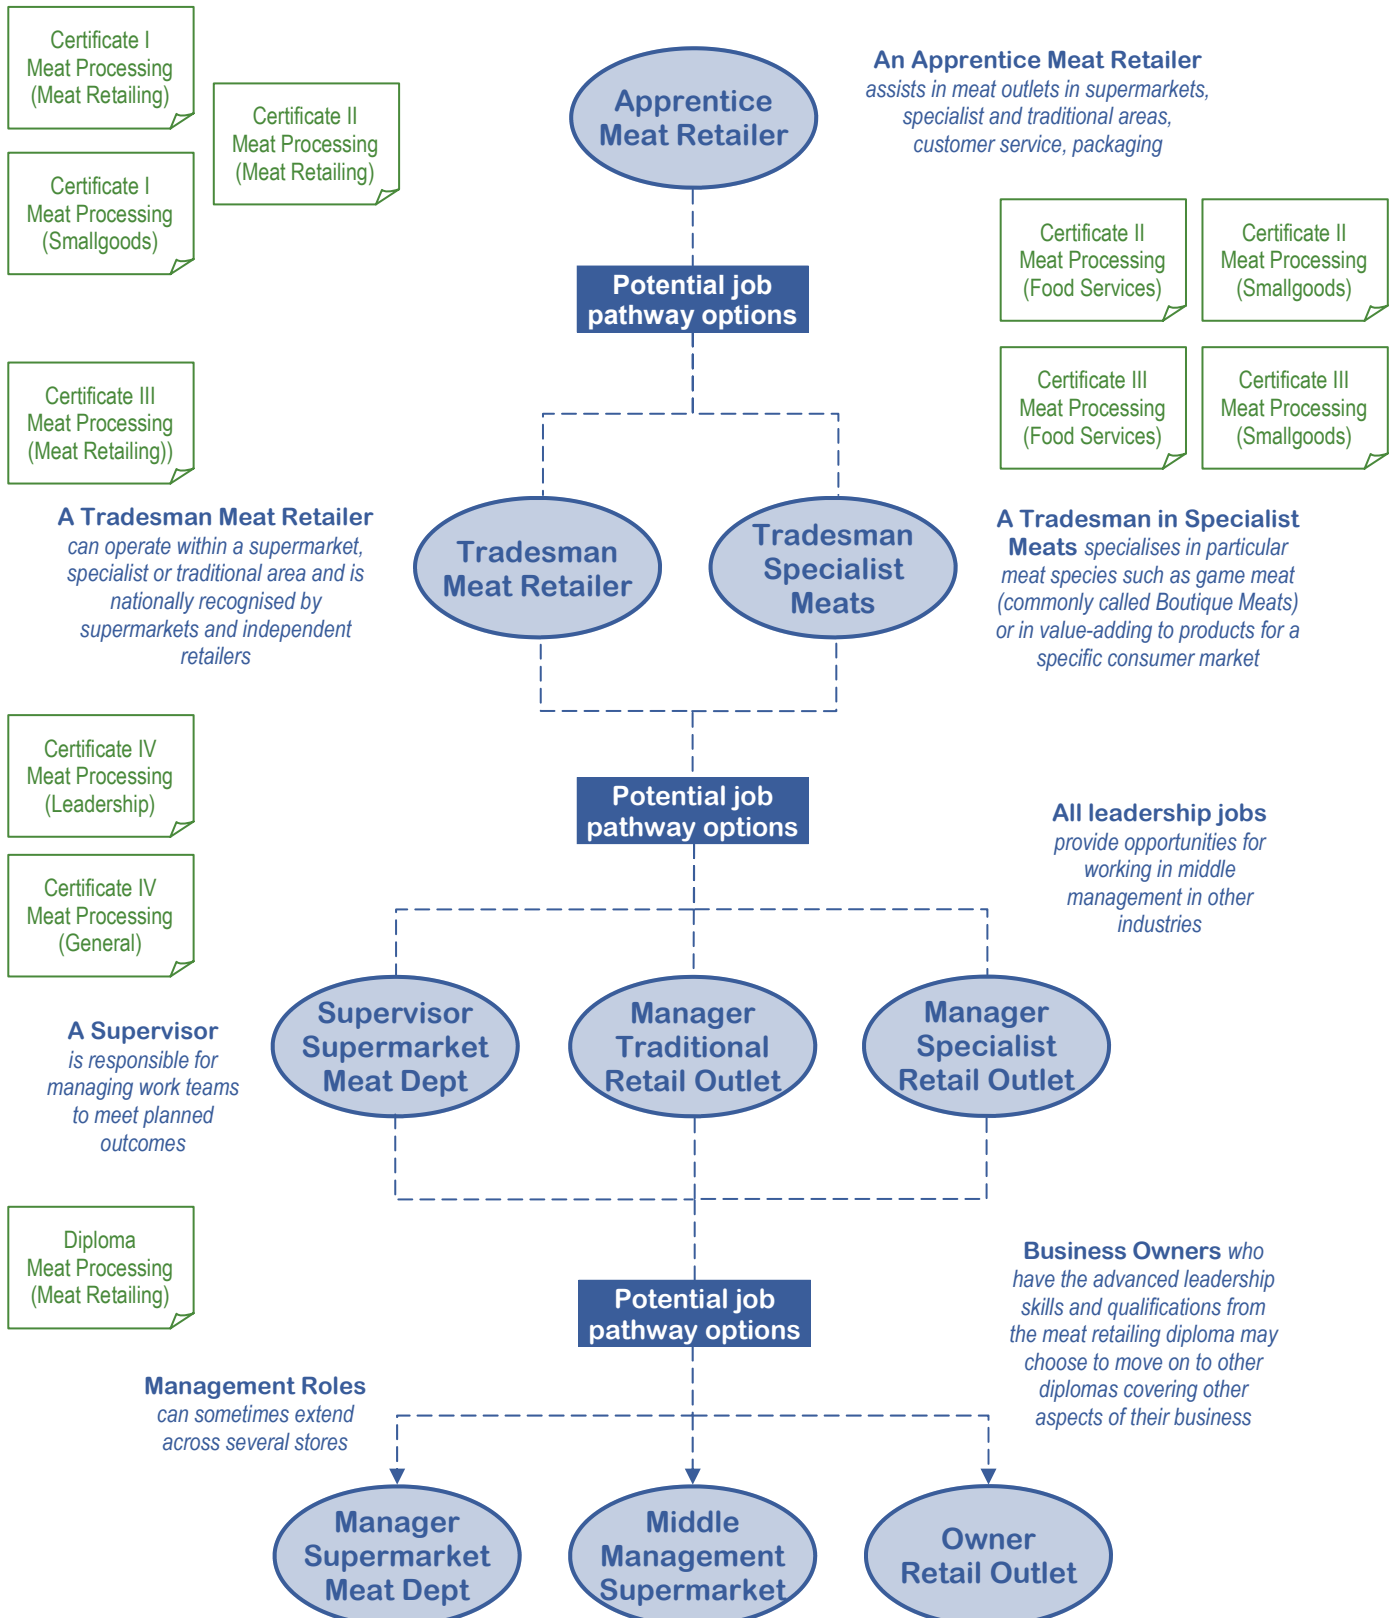 Certificate I
Meat Processing
(Meat Retailing)
Certificate II
Meat Processing
(Meat Retailing)
Certificate I
Meat Processing
(Smallgoods)
Apprentice
Meat Retailer
An Apprentice Meat Retailer
assists in meat outlets in supermarkets,
specialist and traditional areas,
customer service, packaging
Certificate II
Meat Processing
(Food Services)
Certificate II
Meat Processing
(Smallgoods)
Potential job
pathway options
Certificate III
Meat Processing
(Meat Retailing))
Certificate III
Meat Processing
(Food Services)
Certificate III
Meat Processing
(Smallgoods)
A Tradesman Meat Retailer
can operate within a supermarket,
specialist or traditional area and is
nationally recognised by
supermarkets and independent
retailers
Tradesman
Meat Retailer
Tradesman
Specialist
Meats
A Tradesman in Specialist
Meats specialises in particular
meat species such as game meat
(commonly called Boutique Meats)
or in value-adding to products for a
specific consumer market
Certificate IV
Meat Processing
(Leadership)
Potential job
pathway options
All leadership jobs
provide opportunities for
working in middle
management in other
industries
Certificate IV
Meat Processing
(General)
A Supervisor
is responsible for
managing work teams
to meet planned
outcomes
Supervisor
Supermarket
Meat Dept
Manager
Traditional
Retail Outlet
Manager
Specialist
Retail Outlet
Diploma
Meat Processing
(Meat Retailing)
Potential job
pathway options
Business Owners who
have the advanced leadership
skills and qualifications from
the meat retailing diploma may
choose to move on to other
diplomas covering other
aspects of their business
Management Roles
can sometimes extend
across several stores
Manager
Supermarket
Meat Dept
Middle
Management
Supermarket
Owner
Retail Outlet